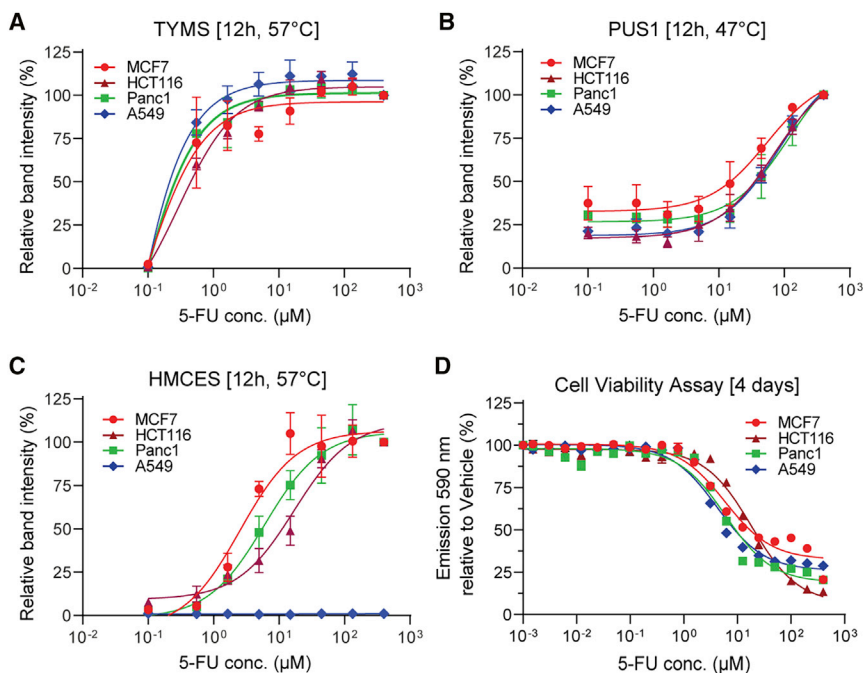 A
TYMS [12h, 57°C]
Relative band intensity (%)
125
100
75
50
25
0
MCF7
HCT116
Panc1
A549
10-2
10-1
100
101
102
103
5-FU conc. (µM)
B
PUS1 [12h, 47°C]
Relative band intensity (%)
125
100
75
50
25
0
MCF7
HCT116
Panc1
A549
10-2
10-1
100
101
102
103
5-FU conc. (µM)
C
HMCES [12h, 57°C]
Relative band intensity (%)
125
100
75
50
25
0
MCF7
HCT116
Panc1
A549
10-2
10-1
100
101
102
103
5-FU conc. (µM)
D
Cell Viability Assay [4 days]
Emission 590 nm
relative to Vehicle (%)
125
100
75
50
25
0
MCF7
HCT116
Panc1
A549
10-3
10-2
10-1
100
101
102
103
5-FU conc. (µM)